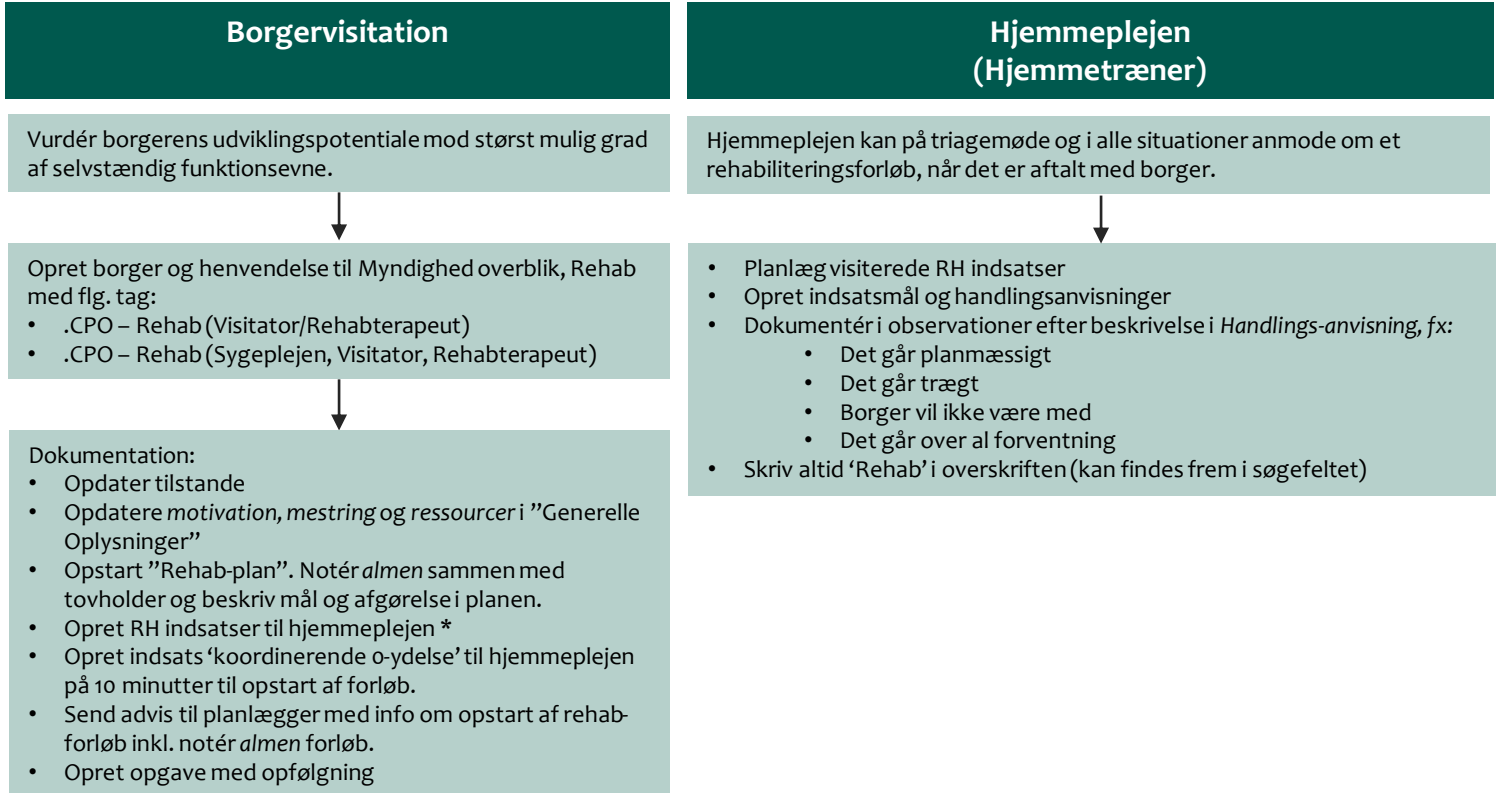 Borgervisitation
Vurdér borgerens udviklingspotentiale mod størst mulig grad
af selvstændig funktionsevne.
Opret borger og henvendelse til Myndighed overblik, Rehab
med flg. tag:
• .CPO – Rehab (Visitator/Rehabterapeut)
• .CPO – Rehab (Sygeplejen, Visitator, Rehabterapeut)
Dokumentation:
• Opdater tilstande
• Opdatere motivation, mestring og ressourcer i ”Generelle
Oplysninger”
• Opstart ”Rehab-plan”. Notér almen sammen med
tovholder og beskriv mål og afgørelse i planen.
• Opret RH indsatser til hjemmeplejen *
• Opret indsats ‘koordinerende 0-ydelse’ til hjemmeplejen
på 10 minutter til opstart af forløb.
• Send advis til planlægger med info om opstart af rehab-
forløb inkl. notér almen forløb.
• Opret opgave med opfølgning
Hjemmeplejen
(Hjemmetræner)
Hjemmeplejen kan på triagemøde og i alle situationer anmode om et
rehabiliteringsforløb, når det er aftalt med borger.
• Planlæg visiterede RH indsatser
• Opret indsatsmål og handlingsanvisninger
• Dokumentér i observationer efter beskrivelse i Handlings-anvisning, fx:
• Det går planmæssigt
• Det går trægt
• Borger vil ikke være med
• Det går over al forventning
• Skriv altid ‘Rehab’ i overskriften (kan findes frem i søgefeltet)